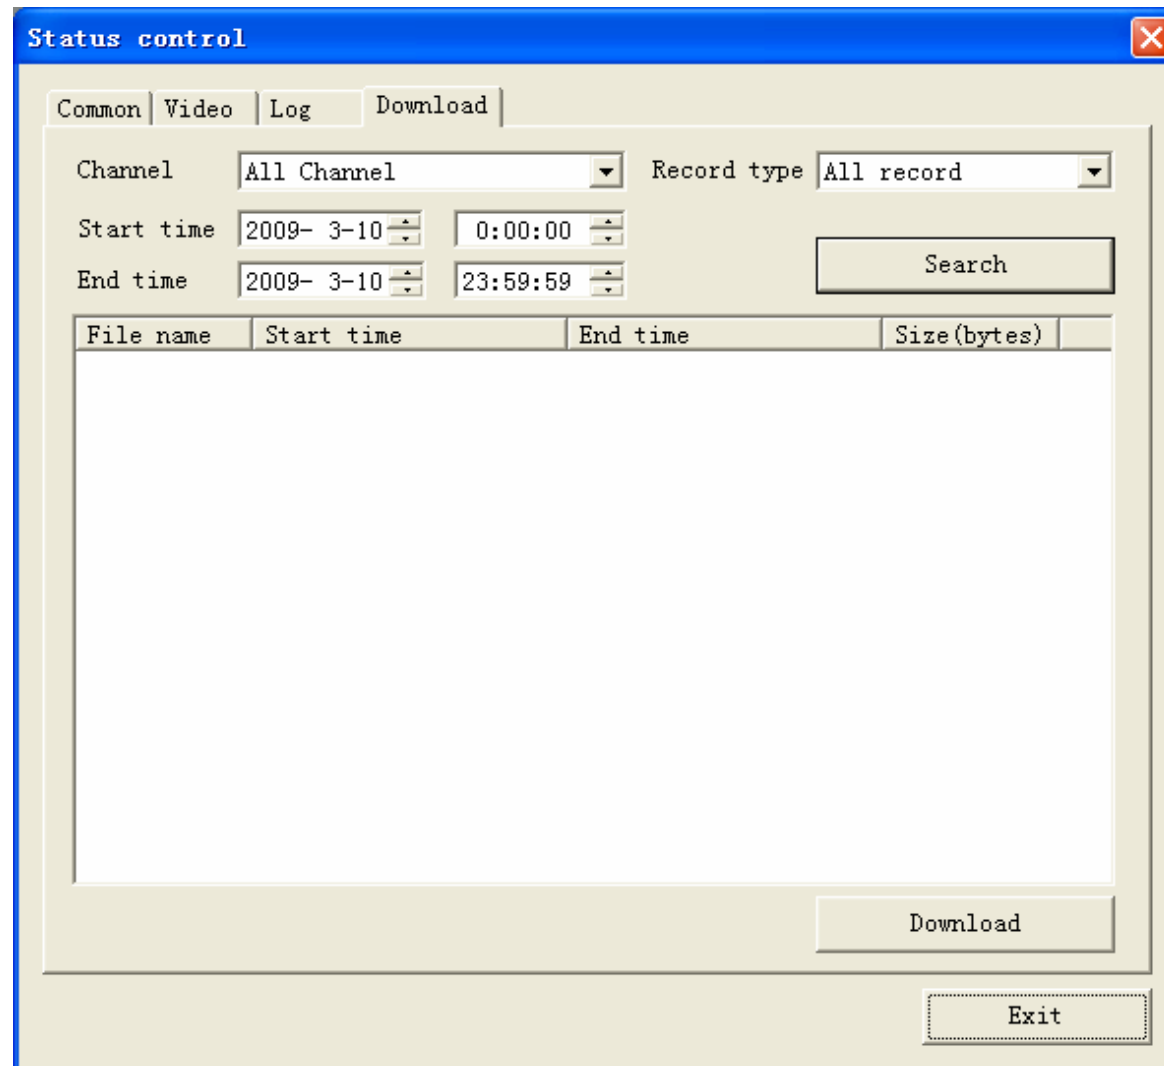 Status control
Common Video Log Download
Channel All Channel Record type All record
Start time 2009- 3-10 0:00:00
End time 2009- 3-10 23:59:59 Search
File name Start time End time Size(bytes)
Download
Exit